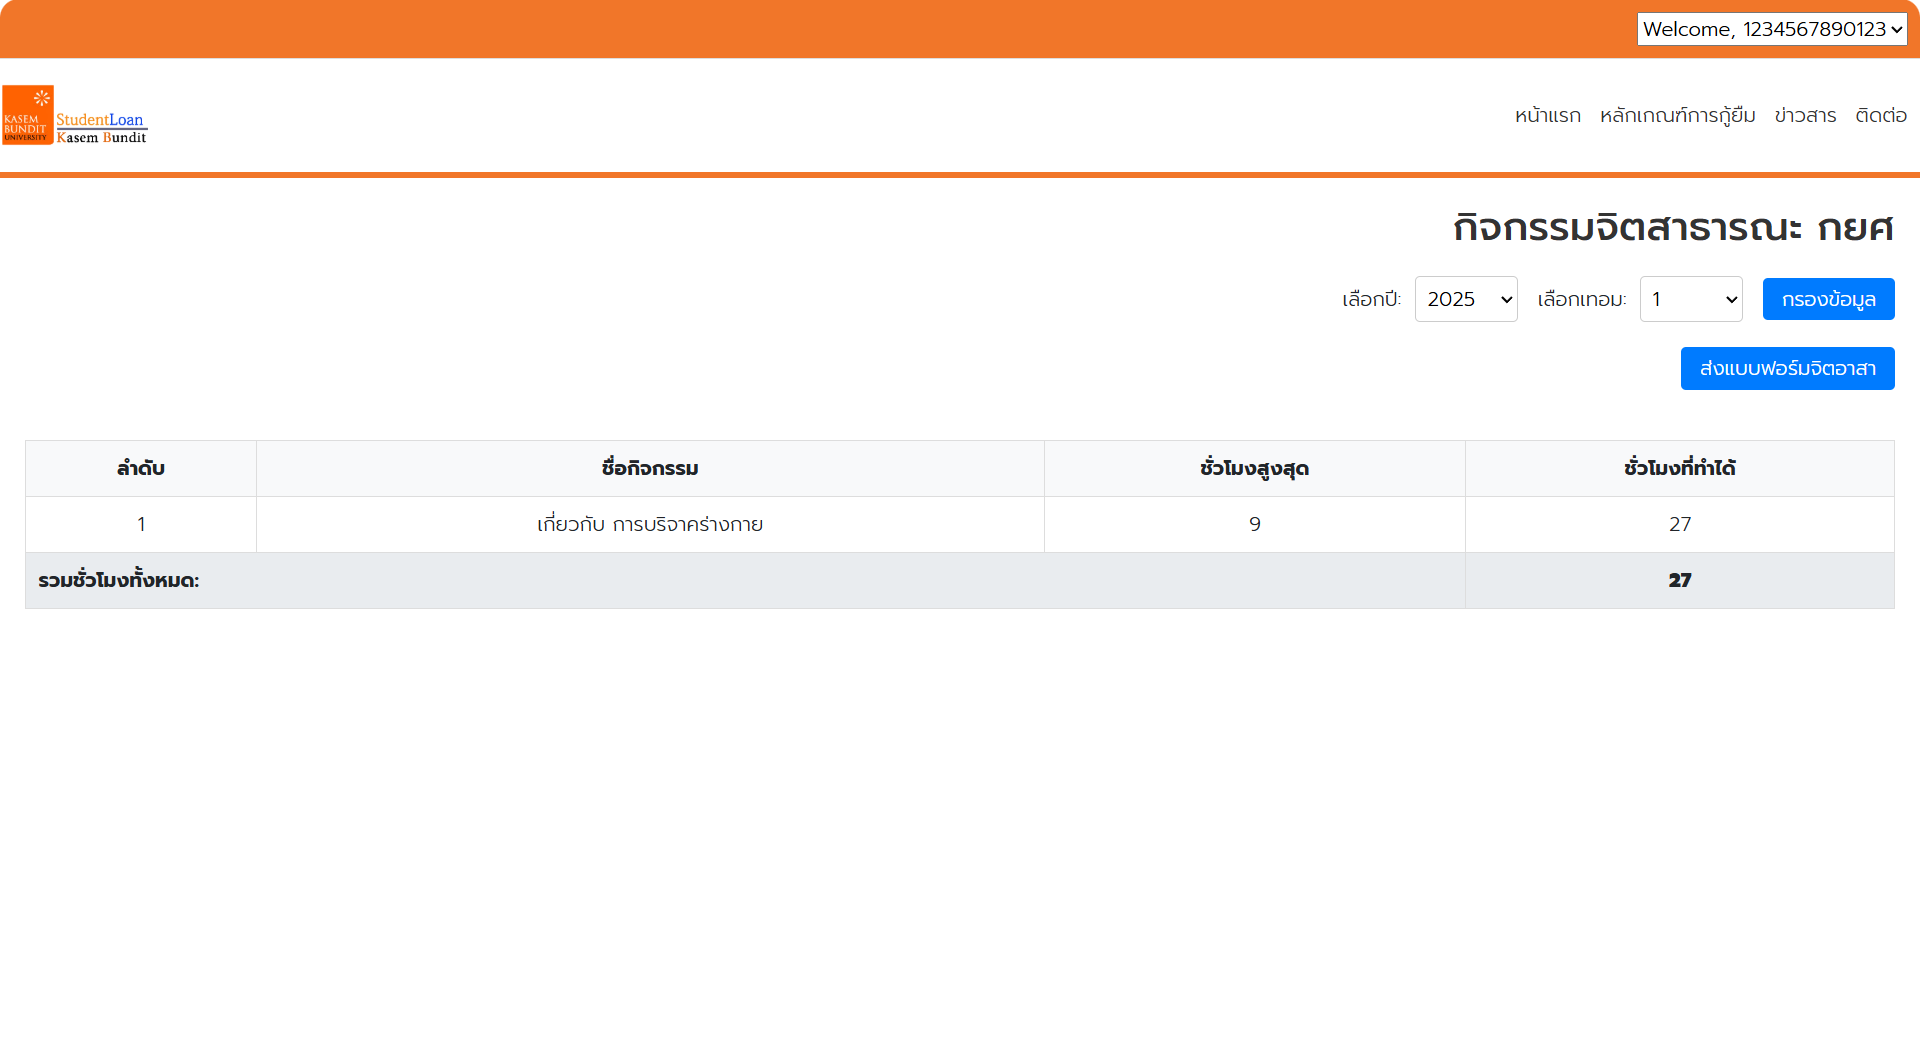 Welcome, 1234567890123
KASEM
BUNDIT
UNIVERSITY
StudentLoan
Kasem Bundit
หน้าแรก หลักเกณฑ์การกู้ยืม ข่าวสาร ติดต่อ
กิจกรรมจิตสาธารณะ กยศ
เลือกปี: 2025 เลือกเทอม: 1 กรองข้อมูล
ส่งแบบฟอร์มจิตอาสา
ลำดับ ชื่อกิจกรรม ชั่วโมงสูงสุด ชั่วโมงที่ทำได้
1 เกี่ยวกับ การบริจาคร่างกาย 9 27
รวมชั่วโมงทั้งหมด: 27